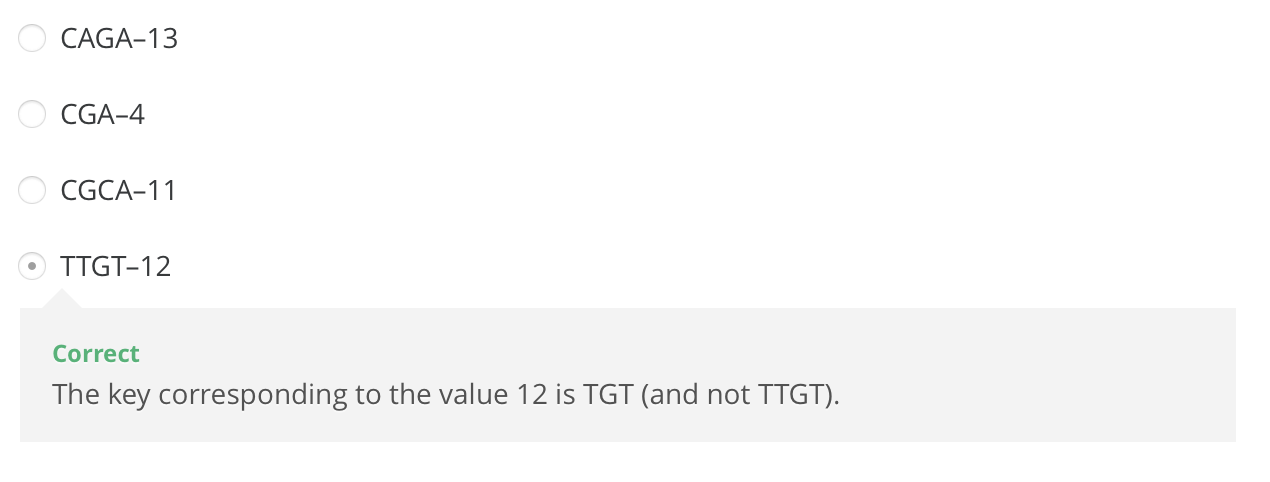 CAGA–13
CGA–4
CGCA–11
TTGT–12
Correct
The key corresponding to the value 12 is TGT (and not TTGT).